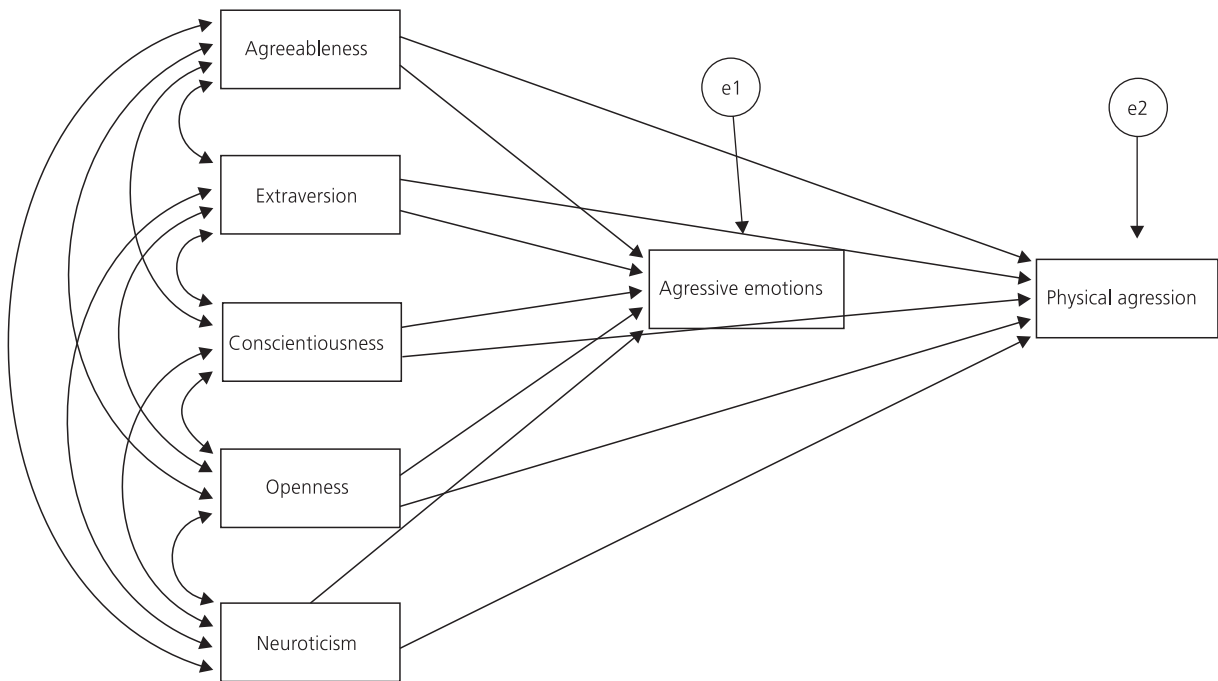 Agreeableness
e1
e2
Extraversion
Agressive emotions
Physical agression
Conscientiousness
Openness
Neuroticism